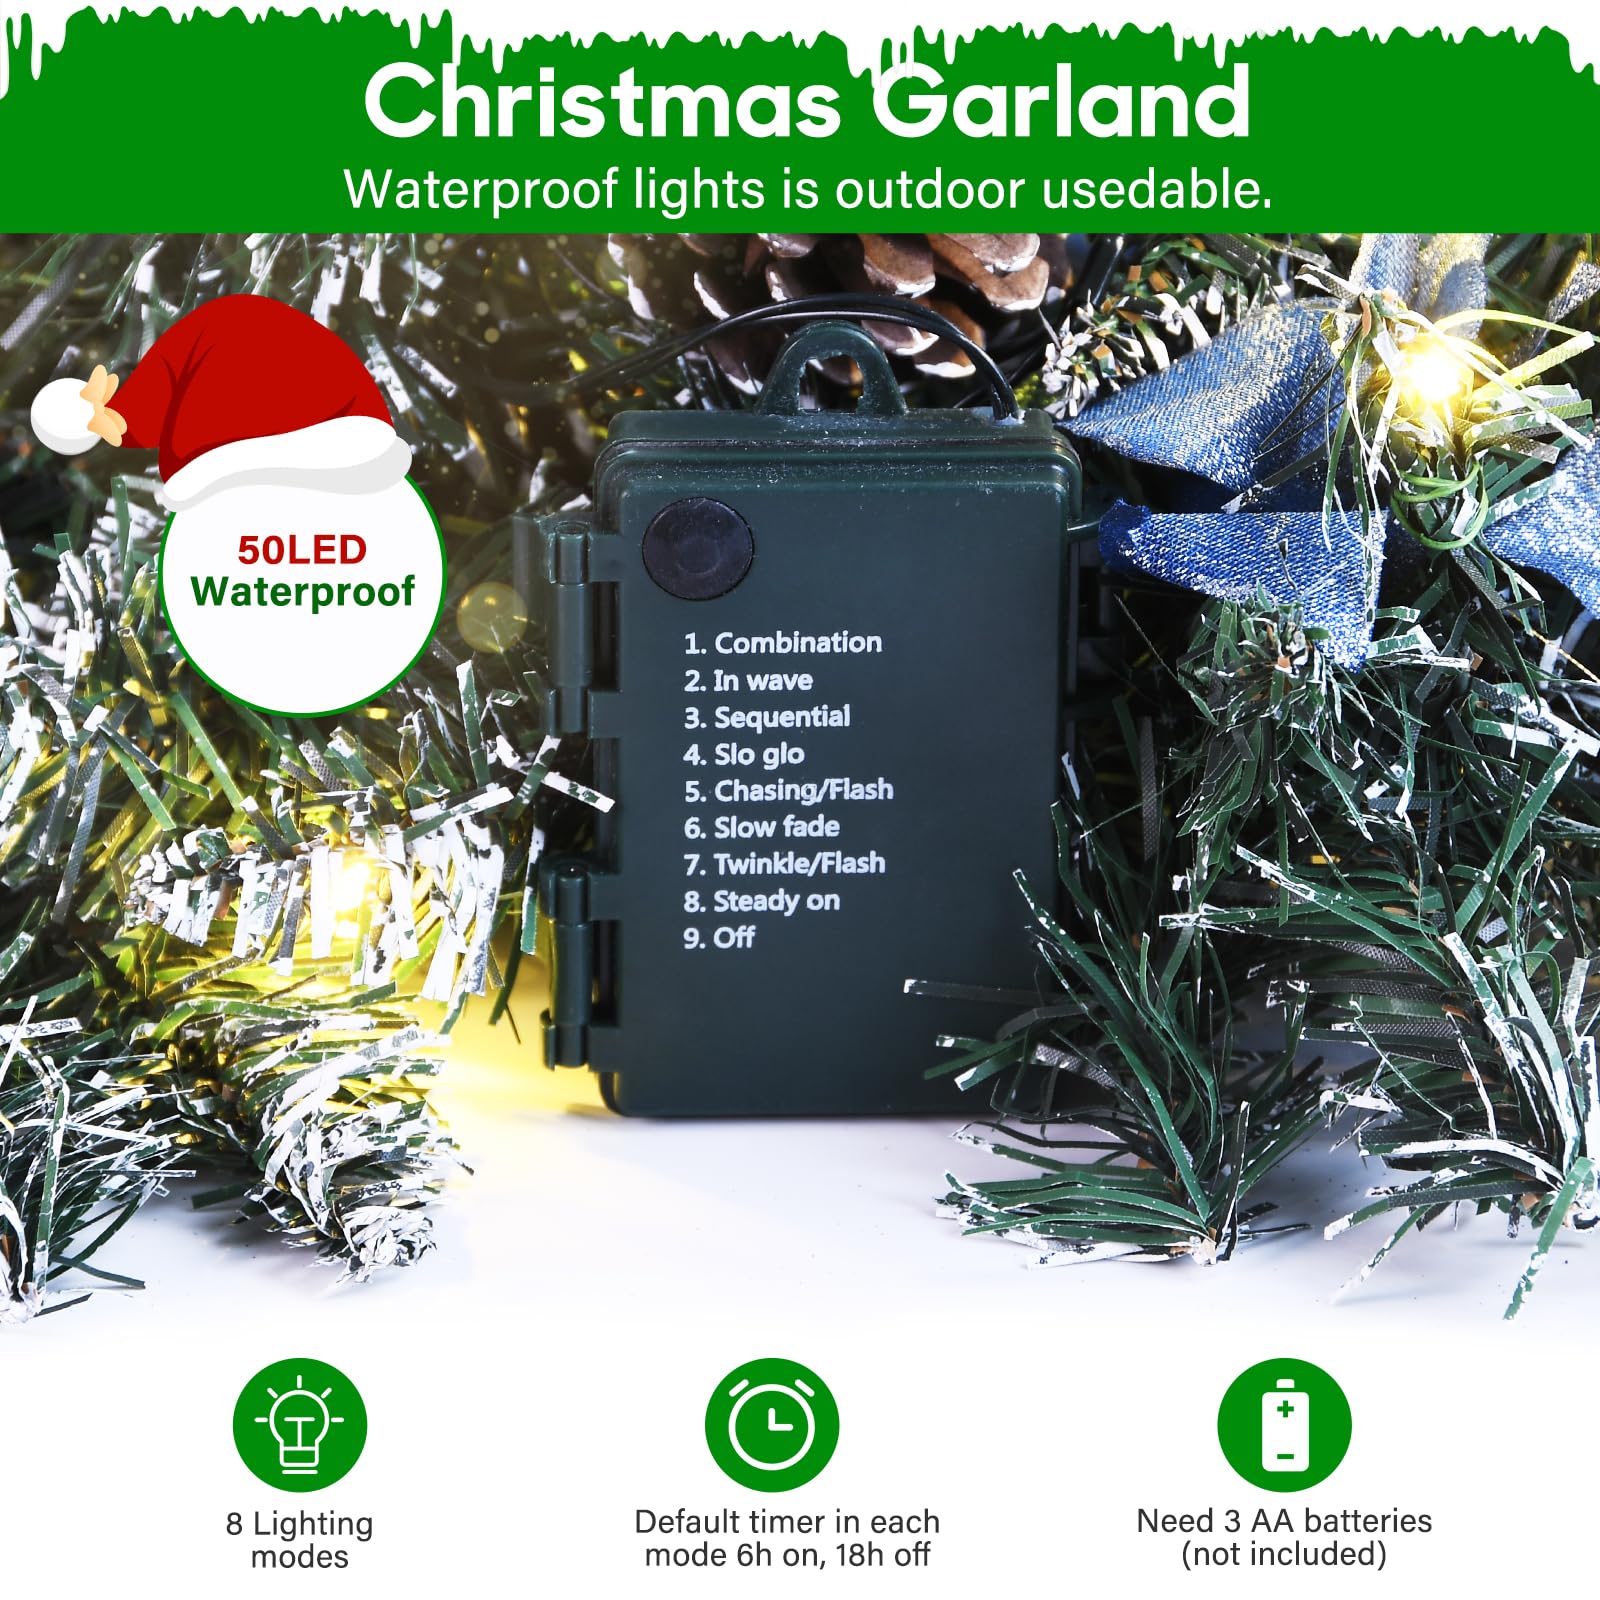 Christmas Garland
Waterproof lights is outdoor usedable.
50LED
Waterproof
1. Combination
2. In wave
3. Sequential
4. Slo glo
5. Chasing/Flash
6. Slow fade
7. Twinkle/Flash
8. Steady on
9. Off
8 Lighting
modes
Default timer in each
mode 6h on, 18h off
Need 3 AA batteries
(not included)